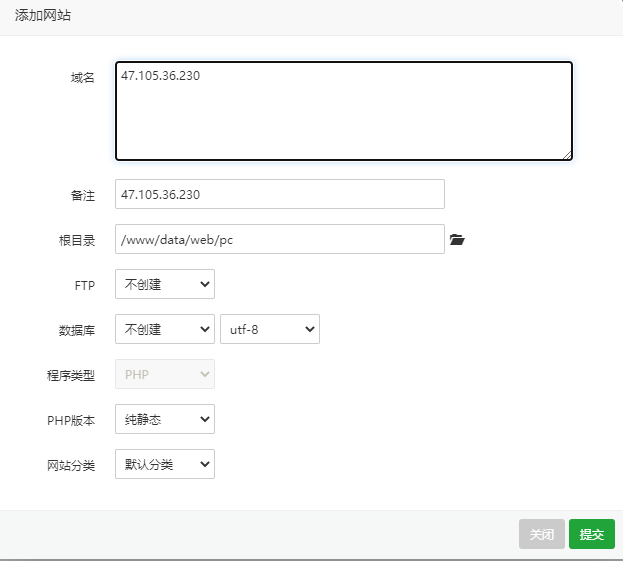 添加网站
域名 47.105.36.230
备注 47.105.36.230
根目录 /www/data/web/pc
FTP 不创建
数据库 不创建 utf-8
程序类型 PHP
PHP版本 纯静态
网站分类 默认分类
关闭 提交